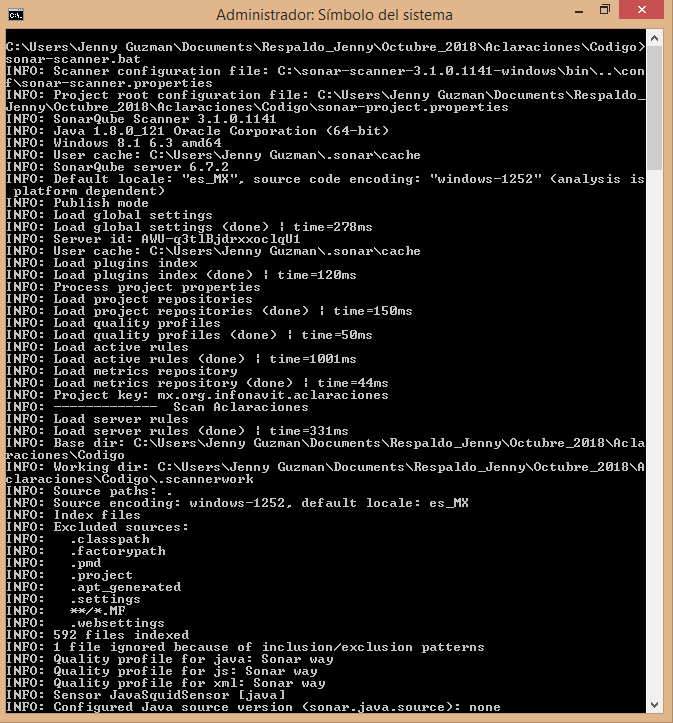 Administrador: Símbolo del sistema
C:\Users\Jenny Guzman\Documents\Respaldo_Jenny\Octubre_2018\Aclaraciones\Codigo>
sonar-scanner.bat
INFO: Scanner configuration file: C:\sonar-scanner-3.1.0.1141-windows\bin\..\con
f\sonar-scanner.properties
INFO: Project root configuration file: C:\Users\Jenny Guzman\Documents\Respaldo_
Jenny\Octubre_2018\Aclaraciones\Codigo\sonar-project.properties
INFO: SonarQube Scanner 3.1.0.1141
INFO: Java 1.8.0_121 Oracle Corporation (64-bit)
INFO: Windows 8.1 6.3 amd64
INFO: User cache: C:\Users\Jenny Guzman\.sonar\cache
INFO: SonarQube server 6.7.2
INFO: Default locale: "es_MX", source code encoding: "windows-1252" (analysis is
 platform dependent)
INFO: Publish mode
INFO: Load global settings
INFO: Load global settings (done) | time=278ms
INFO: Server id: AWU-q3tlBjdrxxoclqU1
INFO: User cache: C:\Users\Jenny Guzman\.sonar\cache
INFO: Load plugins index
INFO: Load plugins index (done) | time=120ms
INFO: Process project properties
INFO: Load project repositories
INFO: Load project repositories (done) | time=150ms
INFO: Load quality profiles
INFO: Load quality profiles (done) | time=50ms
INFO: Load active rules
INFO: Load active rules (done) | time=1001ms
INFO: Load metrics repository
INFO: Load metrics repository (done) | time=44ms
INFO: Project key: mx.org.infonavit.aclaraciones
INFO: -------------  Scan Aclaraciones
INFO: Load server rules
INFO: Load server rules (done) | time=331ms
INFO: Base dir: C:\Users\Jenny Guzman\Documents\Respaldo_Jenny\Octubre_2018\Acla
raciones\Codigo
INFO: Working dir: C:\Users\Jenny Guzman\Documents\Respaldo_Jenny\Octubre_2018\A
claraciones\Codigo\.scannerwork
INFO: Source paths: .
INFO: Source encoding: windows-1252, default locale: es_MX
INFO: Index files
INFO: Excluded sources:
INFO:   .classpath
INFO:   .factorypath
INFO:   .pmd
INFO:   .project
INFO:   .apt_generated
INFO:   .settings
INFO:   **/*.MF
INFO:   .websettings
INFO: 592 files indexed
INFO: 1 file ignored because of inclusion/exclusion patterns
INFO: Quality profile for java: Sonar way
INFO: Quality profile for js: Sonar way
INFO: Quality profile for xml: Sonar way
INFO: Sensor JavaSquidSensor [java]
INFO: Configured Java source version (sonar.java.source): none